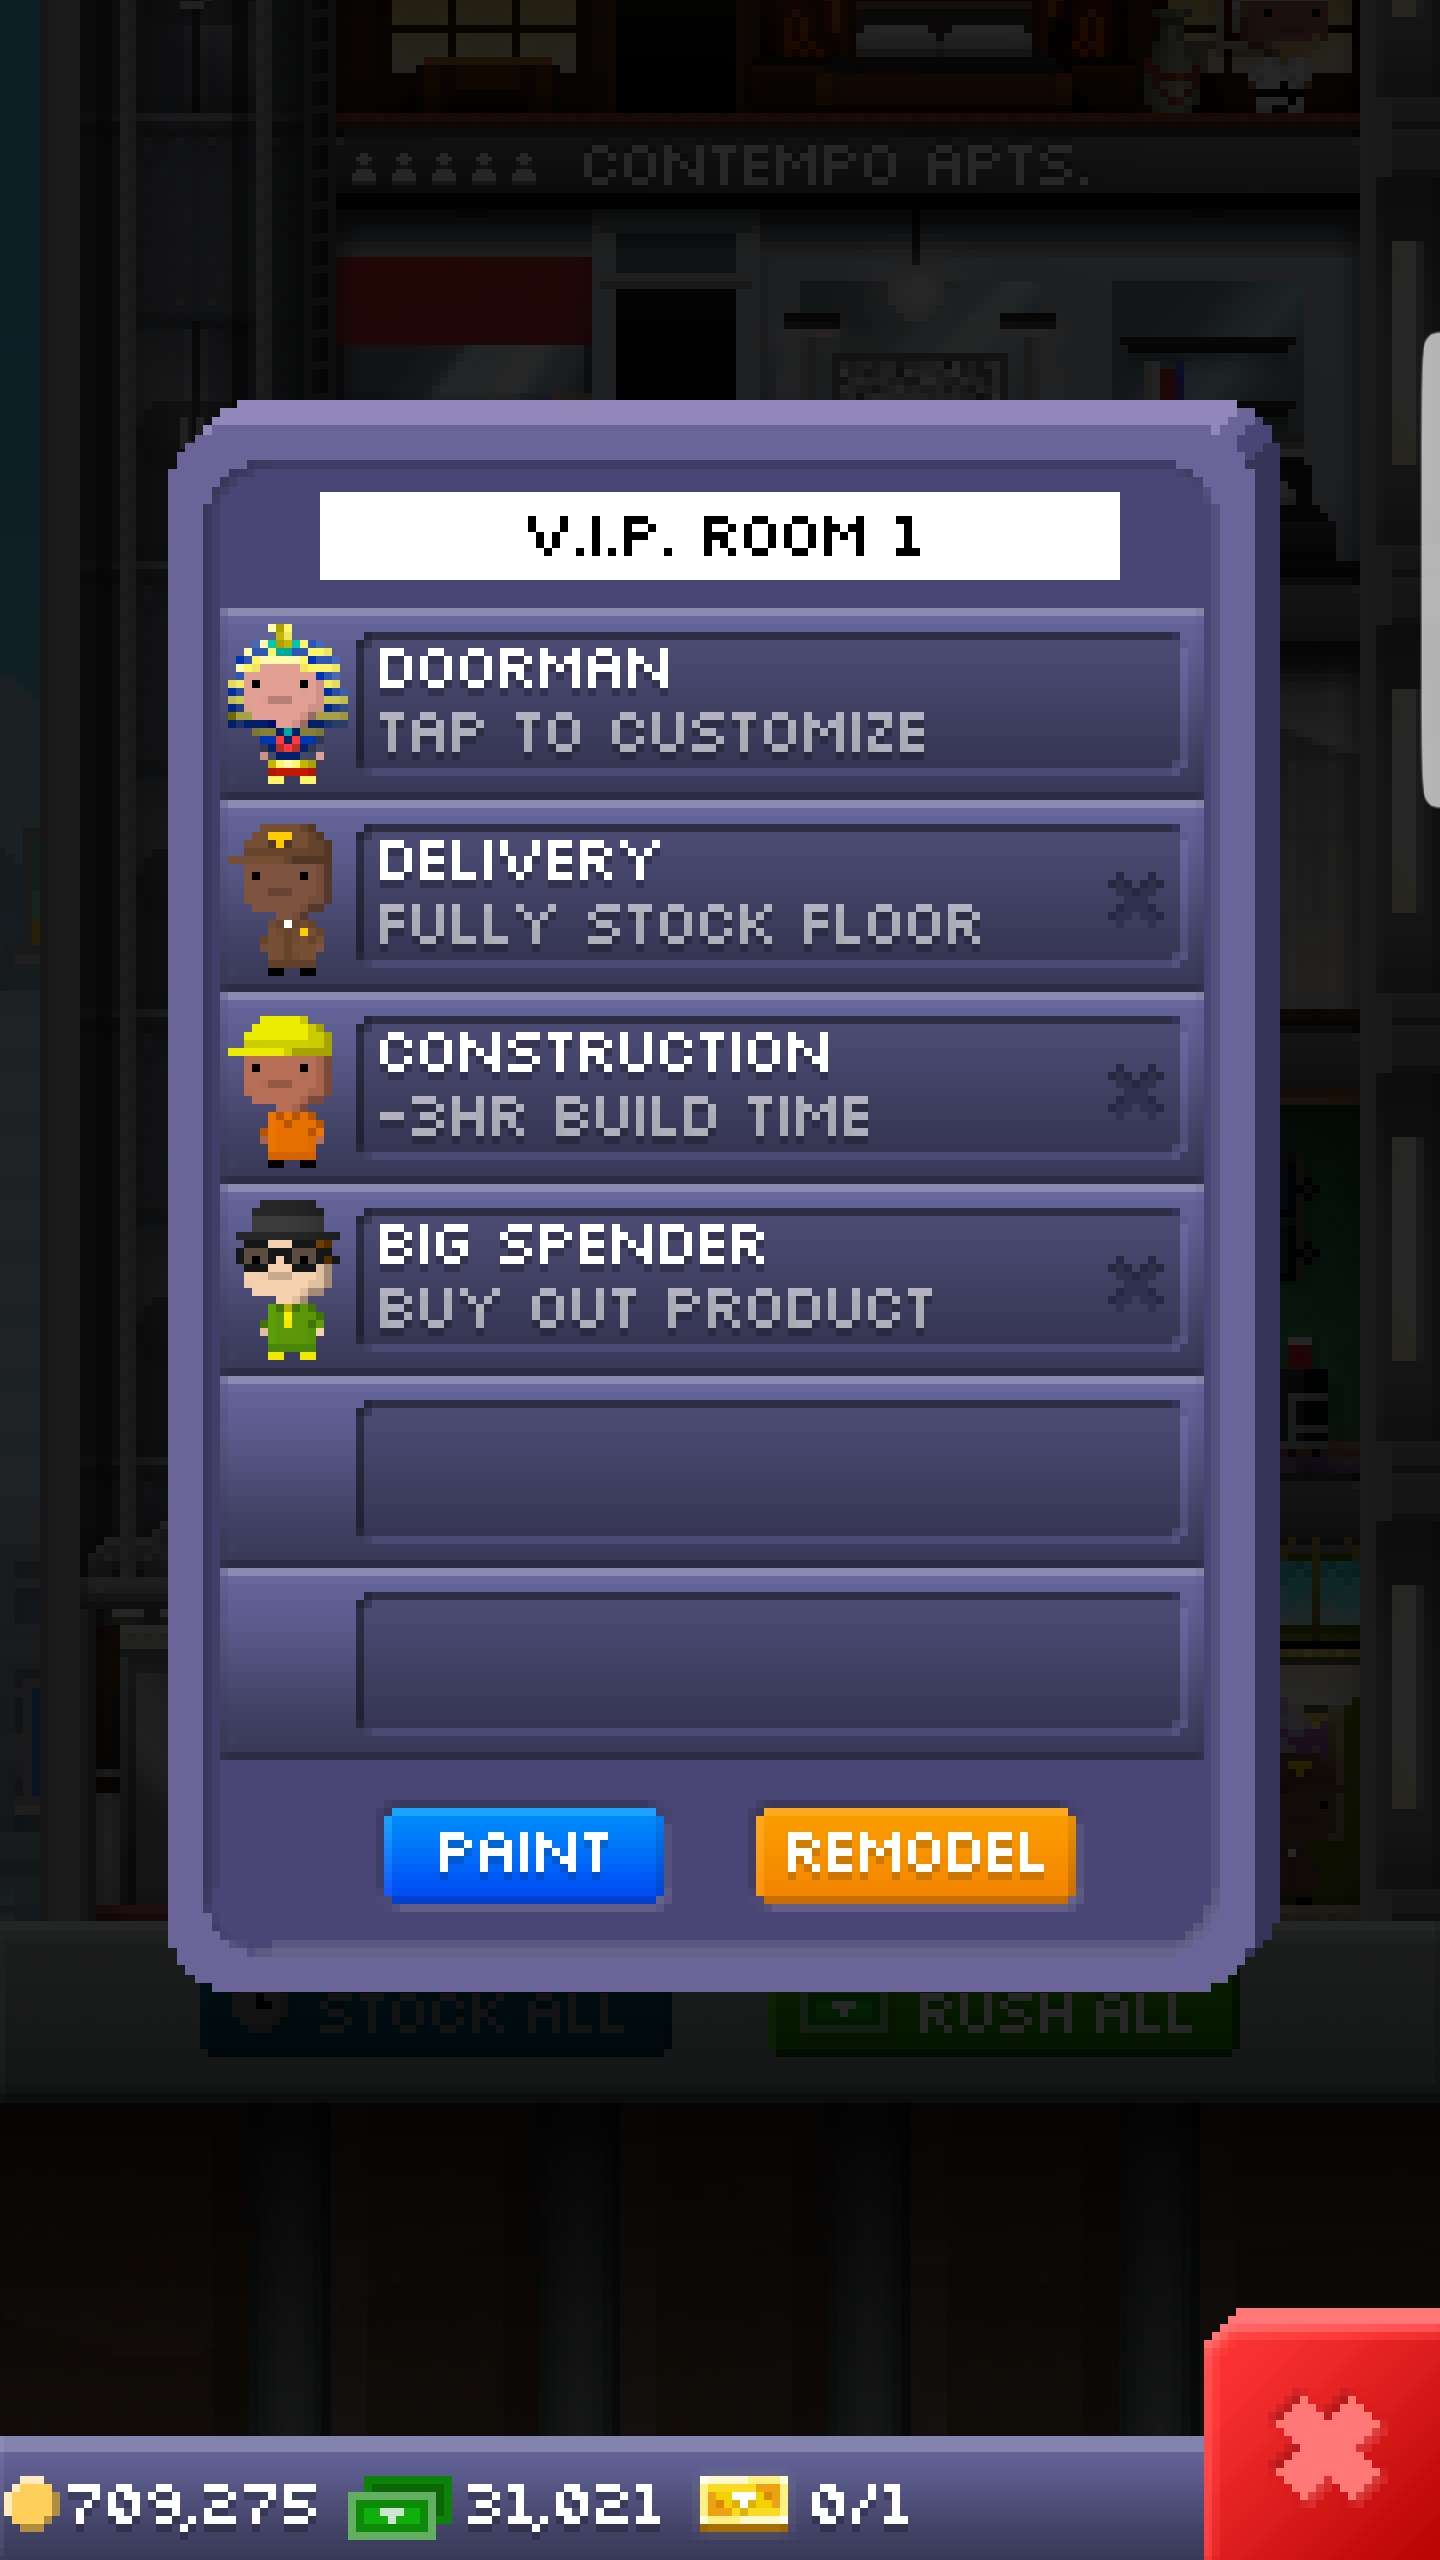 CONTEMPO APTS.
V.I.P. ROOM 1
DOORMAN
TAP TO CUSTOMIZE
DELIVERY
FULLY STOCK FLOOR
CONSTRUCTION
-3HR BUILD TIME
BIG SPENDER
BUY OUT PRODUCT
PAINT REMODEL
STOCK ALL RUSH ALL
709,275 31,021 0/1